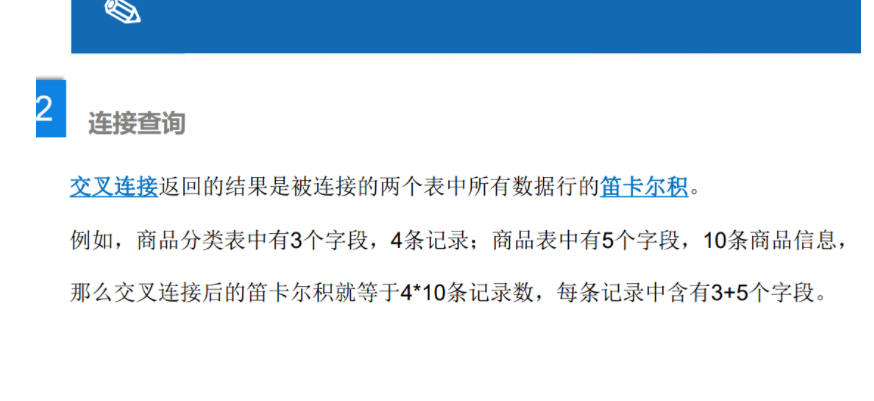 2
连接查询
交叉连接返回的结果是被连接的两个表中所有数据行的笛卡尔积。
例如，商品分类表中有3个字段，4条记录；商品表中有5个字段，10条商品信息，
那么交叉连接后的笛卡尔积就等于4*10条记录数，每条记录中含有3+5个字段。